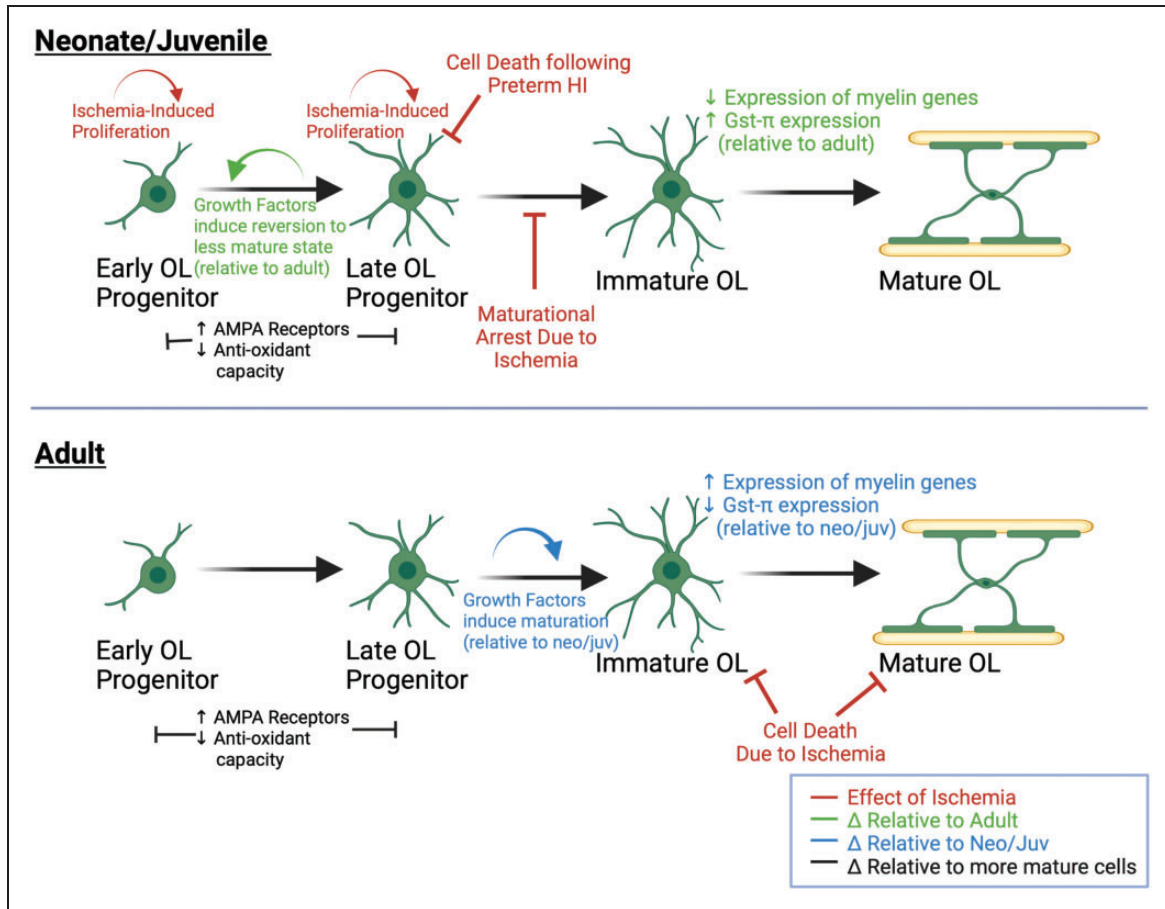 Neonate/Juvenile
Cell Death following
Preterm HI
Ischemia-Induced
Proliferation
Ischemia-Induced
Proliferation
↓ Expression of myelin genes
↑ Gst-π expression
(relative to adult)
Growth Factors
induce reversion to
less mature state
(relative to adult)
Early OL
Progenitor
Late OL
Progenitor
Immature OL
Mature OL
↑ AMPA Receptors
↓ Anti-oxidant
capacity
Maturational
Arrest Due to
Ischemia
Adult
↑ Expression of myelin genes
↓ Gst-π expression
(relative to neo/juv)
Growth Factors
induce maturation
(relative to neo/juv)
Early OL
Progenitor
Late OL
Progenitor
Immature OL
Mature OL
↑ AMPA Receptors
↓ Anti-oxidant
capacity
Cell Death
Due to Ischemia
Effect of Ischemia
Δ Relative to Adult
Δ Relative to Neo/Juv
Δ Relative to more mature cells